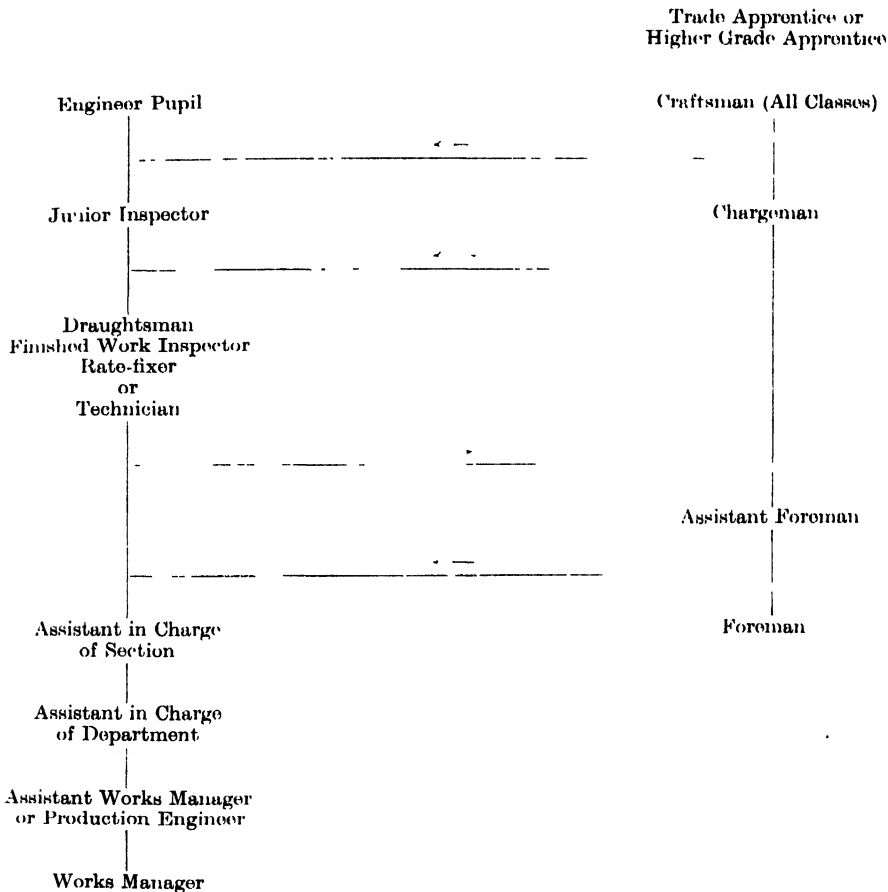 Trade Apprentice or
Higher Grade Apprentice
Engineer Pupil
Craftsman (All Classes)
Junior Inspector
Chargeman
Draughtsman
Finished Work Inspector
Rate-fixer
or
Technician
Assistant Foreman
Assistant in Charge
of Section
Foreman
Assistant in Charge
of Department
Assistant Works Manager
or Production Engineer
Works Manager